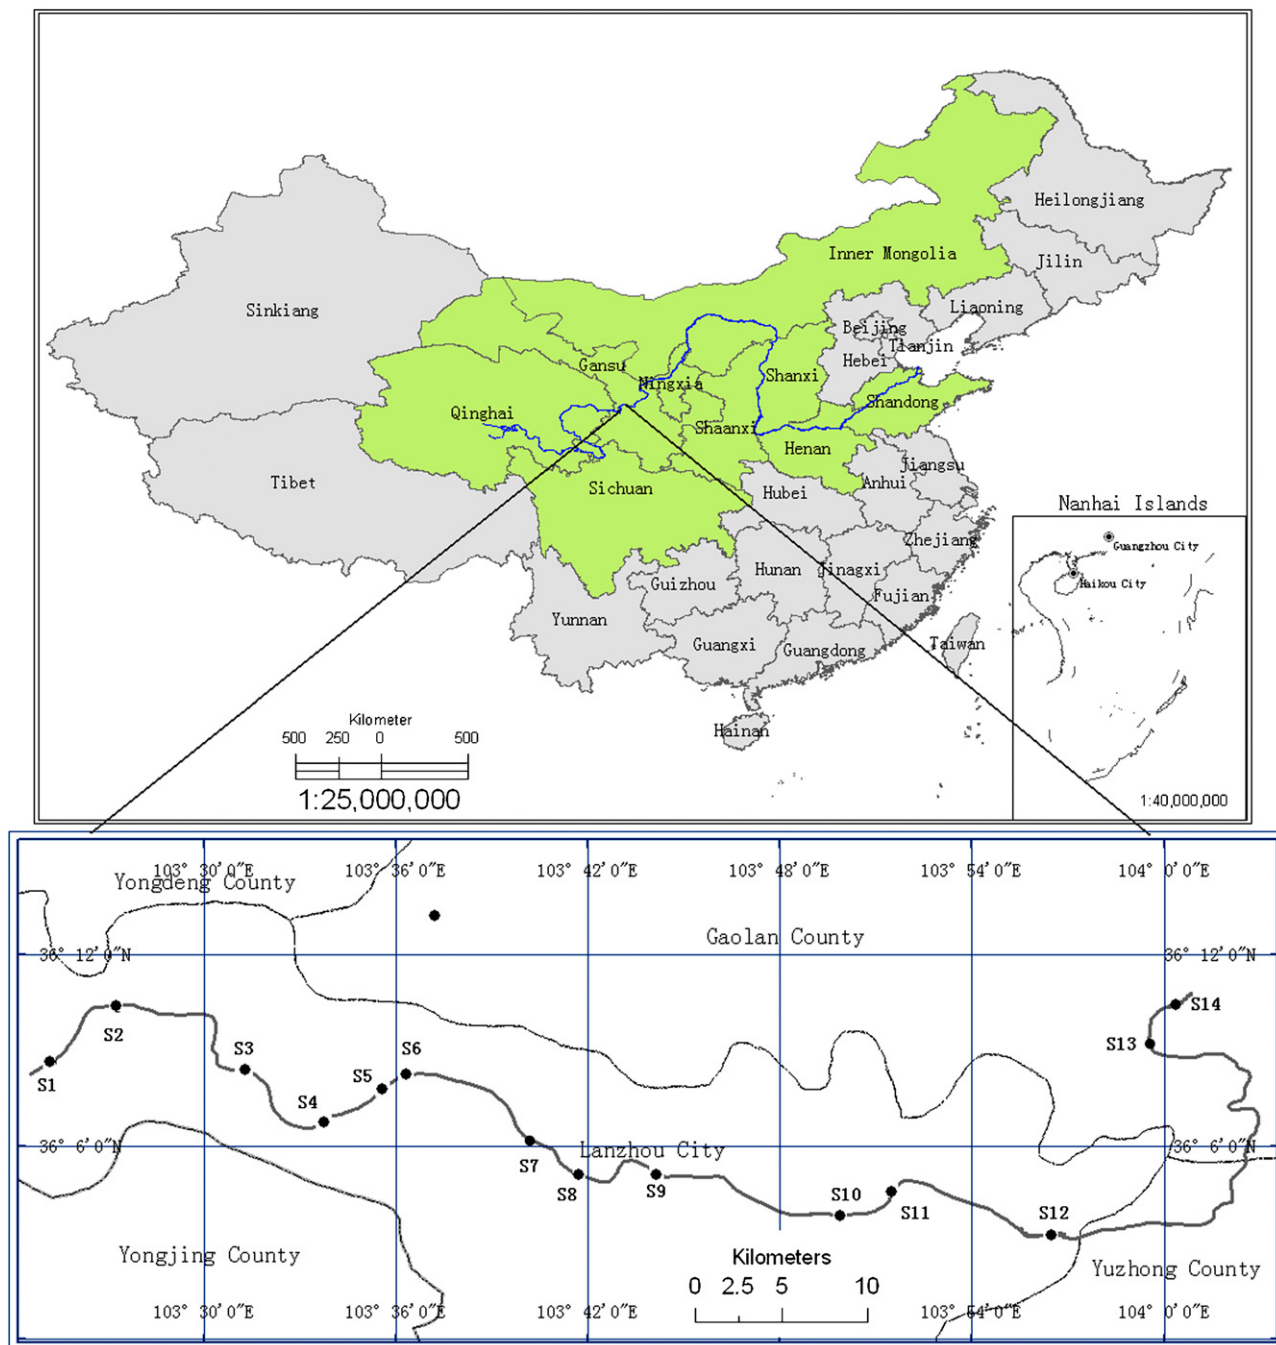 Heilongjiang
Inner Mongolia
Jilin
Sinkiang
Liaoning
Beijing
Tianjin
Hebei
Gansu
Ningxia
Shanxi
Shandong
Qinghai
Shaanxi
Henan
Jiangsu
Tibet
Sichuan
Hubei
Anhui
Nanhai Islands
Zhejiang
Guangzhou City
Hunan
Jinagxi
Guizhou
Haikou City
Fujian
Yunnan
Guangxi
Guangdong
Taiwan
Hainan
Kilometer
500 250 0 500
1:25,000,000
1:40,000,000
103° 30'0"E 103° 36'0"E 103° 42'0"E 103° 48'0"E 103° 54'0"E 104° 0'0"E
Yongdeng County
Gaolan County
36° 12'0"N 36° 12'0"N
S14
S2
S13
S1
S3
S6
S5
S4
36° 6'0"N 36° 6'0"N
Lanzhou City
S7
S8
S9
S10
S11
S12
Yongjing County
Kilometers
Yuzhong County
0 2.5 5 10
103° 30'0"E 103° 36'0"E 103° 42'0"E 103° 54'0"E 104° 0'0"E